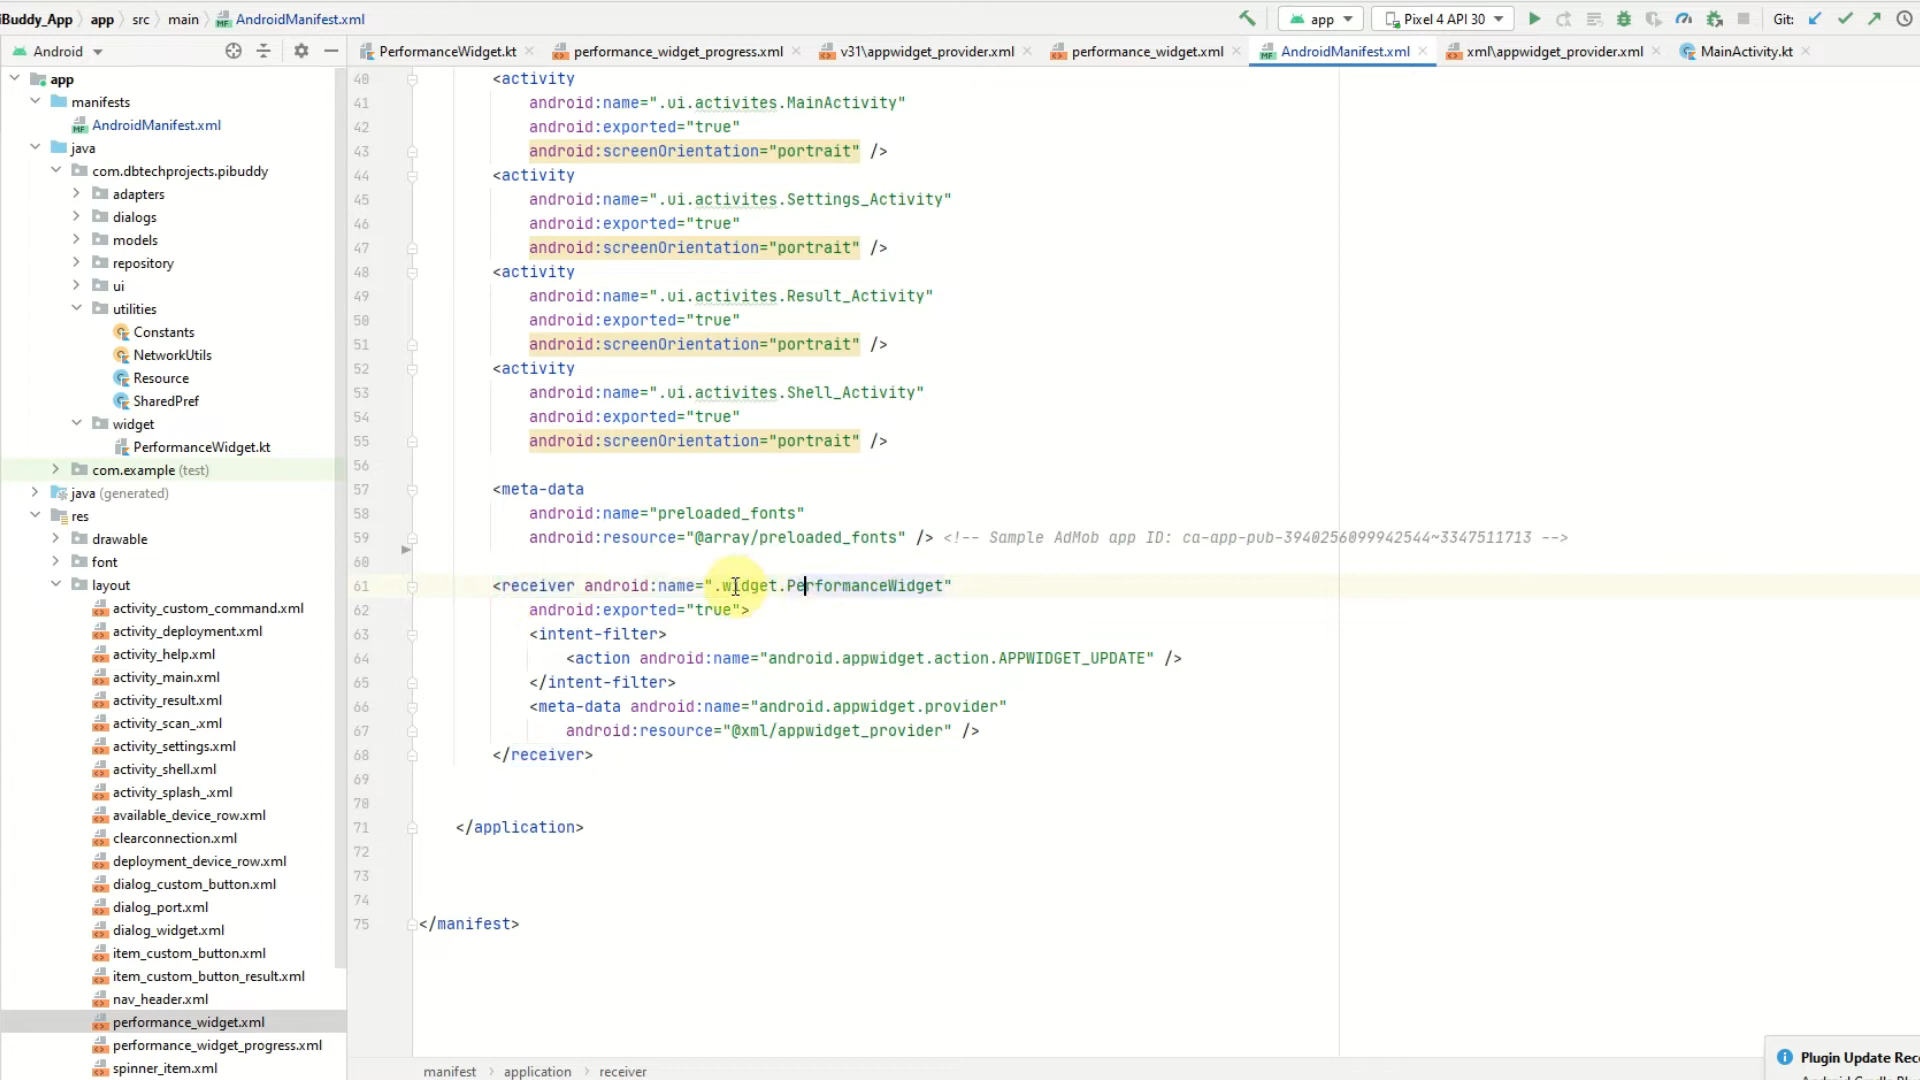 iBuddy_App app src main AndroidManifest.xml app Pixel 4 API 30 Git:
Android PerformanceWidget.kt performance_widget_progress.xml v31\appwidget_provider.xml performance_widget.xml AndroidManifest.xml xml\appwidget_provider.xml MainActivity.kt
app
manifests
AndroidManifest.xml
java
com.dbtechprojects.pibuddy
adapters
dialogs
models
repository
ui
utilities
Constants
NetworkUtils
Resource
SharedPref
widget
PerformanceWidget.kt
com.example (test)
java (generated)
res
drawable
font
layout
activity_custom_command.xml
activity_deployment.xml
activity_help.xml
activity_main.xml
activity_result.xml
activity_scan_.xml
activity_settings.xml
activity_shell.xml
activity_splash_.xml
available_device_row.xml
clearconnection.xml
deployment_device_row.xml
dialog_custom_button.xml
dialog_port.xml
dialog_widget.xml
item_custom_button.xml
item_custom_button_result.xml
nav_header.xml
performance_widget.xml
performance_widget_progress.xml
spinner_item.xml
40 <activity
41 android:name=".ui.activites.MainActivity"
42 android:exported="true"
43 android:screenOrientation="portrait" />
44 <activity
45 android:name=".ui.activites.Settings_Activity"
46 android:exported="true"
47 android:screenOrientation="portrait" />
48 <activity
49 android:name=".ui.activites.Result_Activity"
50 android:exported="true"
51 android:screenOrientation="portrait" />
52 <activity
53 android:name=".ui.activites.Shell_Activity"
54 android:exported="true"
55 android:screenOrientation="portrait" />
56
57 <meta-data
58 android:name="preloaded_fonts"
59 android:resource="@array/preloaded_fonts" /> <!-- Sample AdMob app ID: ca-app-pub-3940256099942544~3347511713 -->
60
61 <receiver android:name=".widget.PerformanceWidget"
62 android:exported="true">
63 <intent-filter>
64 <action android:name="android.appwidget.action.APPWIDGET_UPDATE" />
65 </intent-filter>
66 <meta-data android:name="android.appwidget.provider"
67 android:resource="@xml/appwidget_provider" />
68 </receiver>
69
70
71 </application>
72
73
74
75 </manifest>
manifest application receiver
Plugin Update Rec